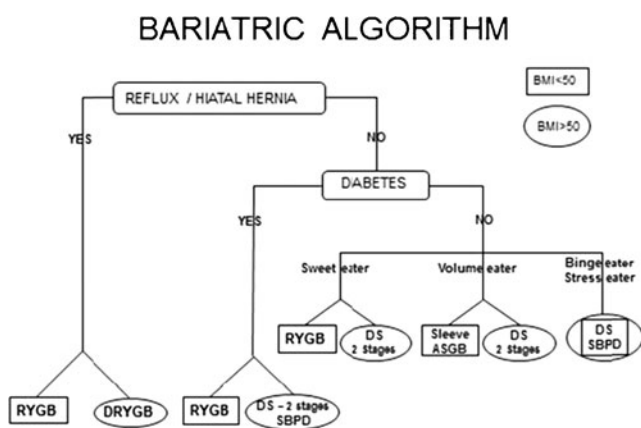 BARIATRIC ALGORITHM
REFLUX / HIATAL HERNIA
BMI<50
BMI>50
YES
NO
DIABETES
YES
NO
Sweet eater
Volume eater
Binge eater
Stress eater
RYGB
DS
2 Stages
Sleeve
ASGB
DS
2 Stages
DS
SBPD
RYGB
DRYGB
RYGB
DS - 2 stages
SBPD